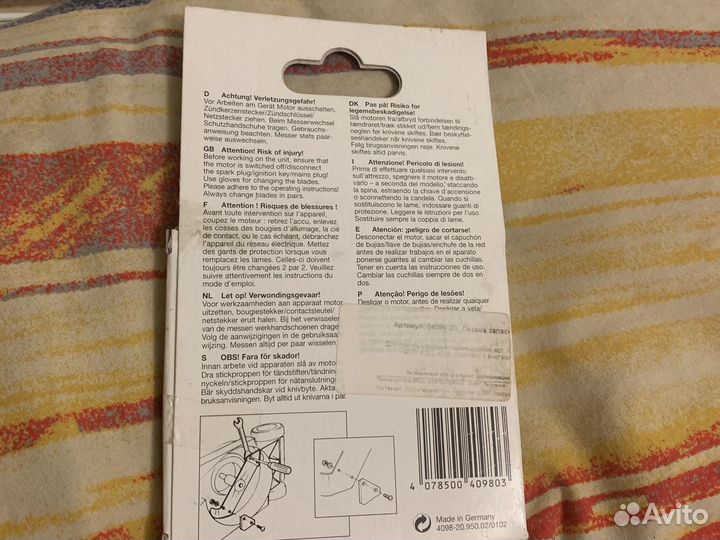 D Achtung! Verletzungsgefahr!
Vor Arbeiten am Gerät Motor ausschalten,
Zündkerzenstecker/Zündschlüssel/
Netzstecker ziehen. Beim Messerwechsel
Schutzhandschuhe tragen. Gebrauchs-
anweisung beachten. Messer stets paar-
weise auswechseln.
GB Attention! Risk of injury!
Before working on the unit, ensure that
the motor is switched off/disconnect
the spark plug/ignition key/mains plug!
Use gloves for changing the blades.
Please adhere to the operating instructions!
Always change blades in pairs.
F Attention ! Risques de blessures !
Avant toute intervention sur l'appareil,
coupez le moteur : retirez l'accu, enlevez
les cosses des bougies d'allumage, la clé
de contact, ou le cas échéant, débranchez
l'appareil du réseau électrique. Mettez
des gants de protection lorsque vous
remplacez les lames. Celles-ci doivent
toujours être changées 2 par 2. Veuillez
suivre attentivement les instructions du
mode d'emploi.
NL Let op! Verwondingsgevaar!
Voor werkzaamheden aan apparaat motor
uitzetten, bougiestekker/contactsleutel/
netstekker eruit halen. Bij het verwisselen
van de messen werkhandschoenen drage
Volg de aanwijzingen in de gebruiksaa
wijzing. Messen altijd per paar wisselen.
S OBS! Fara för skador!
Innan arbete vid apparaten slå av motor
Dra stickproppen för tändstiften/tändnin
nyckeln/stickproppen för nätanslutning
Bär skyddshandskar vid knivbyte. Akta
bruksanvisningen. Byt alltid ut knivarna i par.
DK Pas på! Risiko for
legemsbeskadigelse!
Slå motoren fra/afbryd forbindelsen til
tændrøret/træk stikket ud/fjern tændings-
nøglen før knivene skiftes. Bær beskyttel-
seshandsker når knivene skiftes.
Følg brugsanvisningen nøje. Knivene
skiftes altid parvis.
I Attenzione! Pericolo di lesioni!
Prima di effettuare qualsiasi intervento
sull'attrezzo, spegnere il motore e disatti-
varlo – a seconda del modello, staccando
la spina, estraendo la chiave d'accensione
o sconnettendo la candela. Quando si
sostituiscono le lame, indossare guanti di
protezione. Leggere le istruzioni per l'uso.
Sostituire sempre la coppia di lame.
E Atención: ¡peligro de cortarse!
Desconectar el motor, sacar el capuchón
de bujías/llave de bujías/enchufe de la red
antes de realizar trabajos en el aparato
ponerse guantes al cambiar las cuchillas.
Tener en cuenta las instrucciones de uso.
Cambiar las cuchillas siempre de dos en
dos.
P Atenção! Perigo de lesões!
Desligar o motor, antes de realizar qualquer
Артикул: 04098-20, Лезвия запасн
4 078500 409803
Made in Germany
4098-20.950.02/0102
Avito